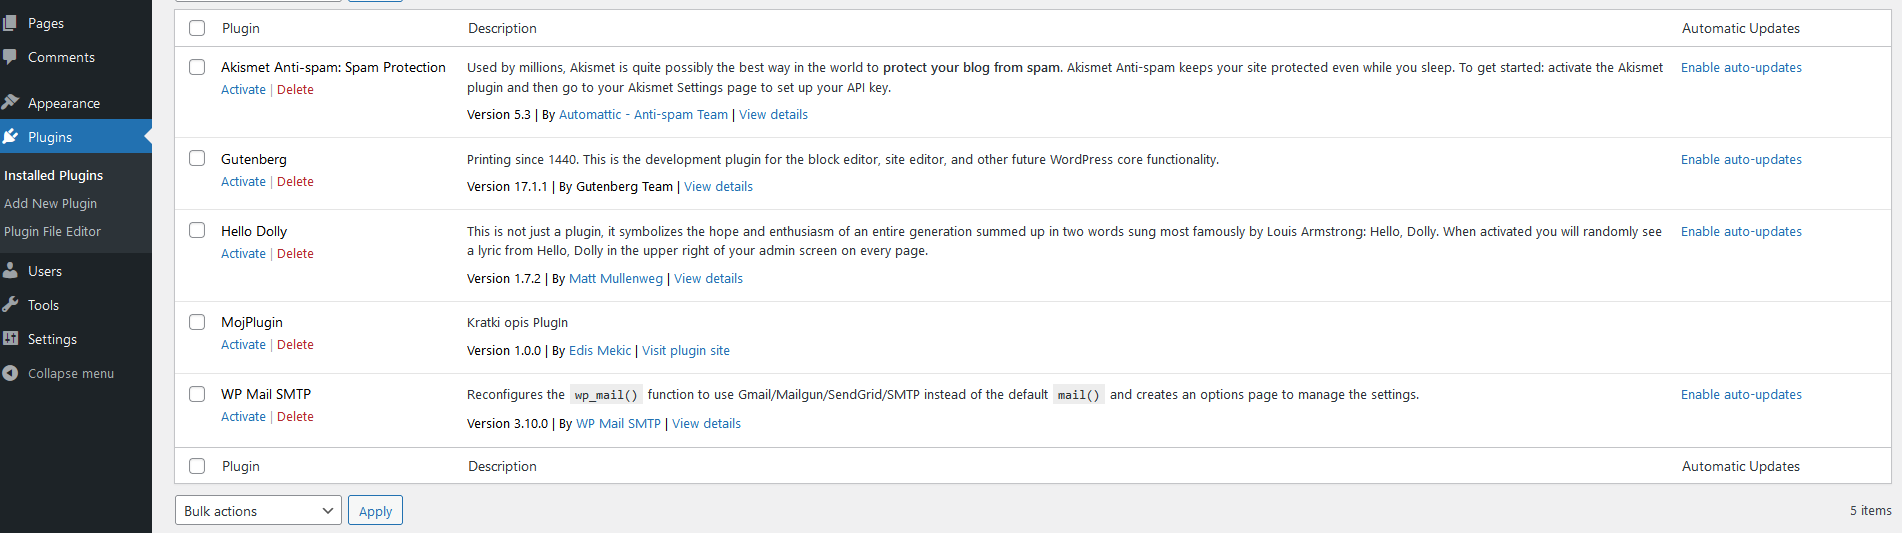 Pages
Comments
Appearance
Plugins
Installed Plugins
Add New Plugin
Plugin File Editor
Users
Tools
Settings
Collapse menu
Plugin Description Automatic Updates
Akismet Anti-spam: Spam Protection
Activate | Delete
Used by millions, Akismet is quite possibly the best way in the world to protect your blog from spam. Akismet Anti-spam keeps your site protected even while you sleep. To get started: activate the Akismet
plugin and then go to your Akismet Settings page to set up your API key.
Version 5.3 | By Automattic - Anti-spam Team | View details
Enable auto-updates
Gutenberg
Activate | Delete
Printing since 1440. This is the development plugin for the block editor, site editor, and other future WordPress core functionality.
Version 17.1.1 | By Gutenberg Team | View details
Enable auto-updates
Hello Dolly
Activate | Delete
This is not just a plugin, it symbolizes the hope and enthusiasm of an entire generation summed up in two words sung most famously by Louis Armstrong: Hello, Dolly. When activated you will randomly see
a lyric from Hello, Dolly in the upper right of your admin screen on every page.
Version 1.7.2 | By Matt Mullenweg | View details
Enable auto-updates
MojPlugin
Activate | Delete
Kratki opis PlugIn
Version 1.0.0 | By Edis Mekic | Visit plugin site
WP Mail SMTP
Activate | Delete
Reconfigures the wp_mail() function to use Gmail/Mailgun/SendGrid/SMTP instead of the default mail() and creates an options page to manage the settings.
Version 3.10.0 | By WP Mail SMTP | View details
Enable auto-updates
Plugin Description Automatic Updates
Bulk actions Apply
5 items